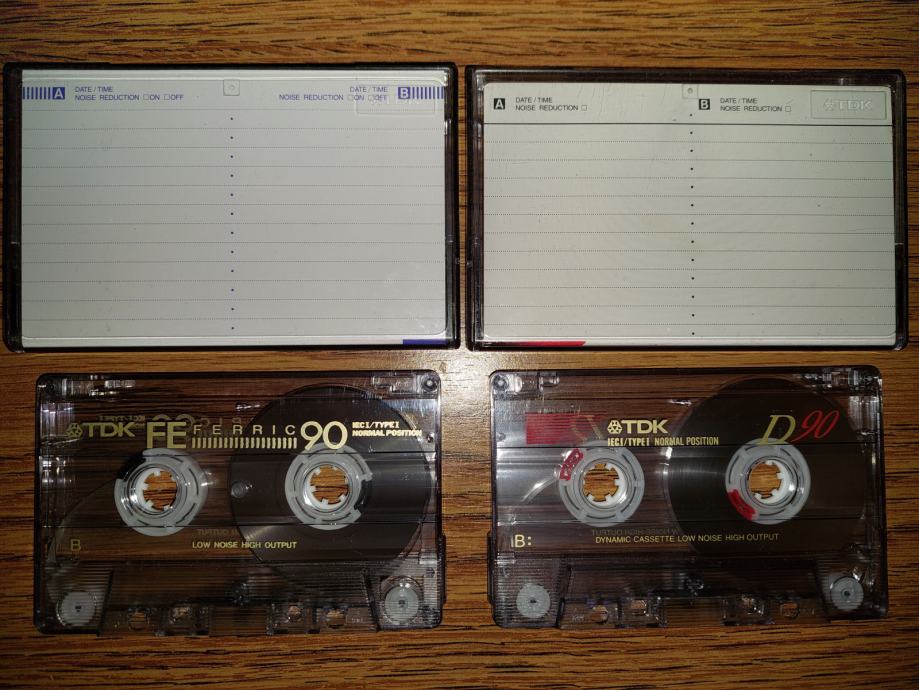 A DATE / TIME
NOISE REDUCTION □ON □OFF
DATE / TIME B
NOISE REDUCTION □ON □OFF
A DATE / TIME
NOISE REDUCTION □
B DATE / TIME
NOISE REDUCTION □
TDK
TDK FE FERRIC 90 IEC I / TYPE I
NORMAL POSITION
B
LOW NOISE HIGH OUTPUT
TDK D 90
IEC I / TYPE I NORMAL POSITION
B:
DYNAMIC CASSETTE LOW NOISE HIGH OUTPUT